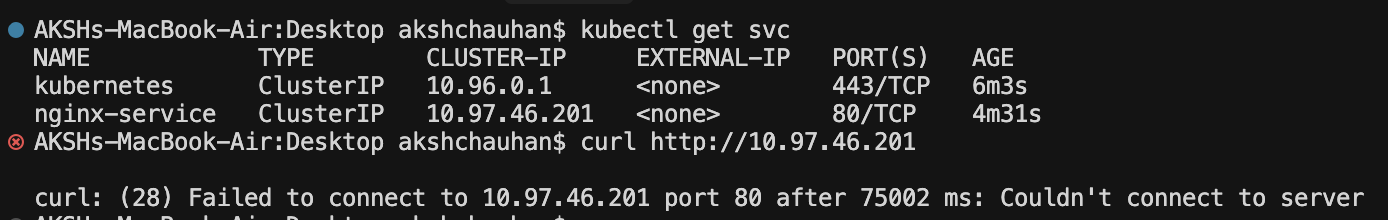 AKSHs-MacBook-Air:Desktop akshchauhan$ kubectl get svc
NAME TYPE CLUSTER-IP EXTERNAL-IP PORT(S) AGE
kubernetes ClusterIP 10.96.0.1 <none> 443/TCP 6m3s
nginx-service ClusterIP 10.97.46.201 <none> 80/TCP 4m31s
AKSHs-MacBook-Air:Desktop akshchauhan$ curl http://10.97.46.201
curl: (28) Failed to connect to 10.97.46.201 port 80 after 75002 ms: Couldn't connect to server